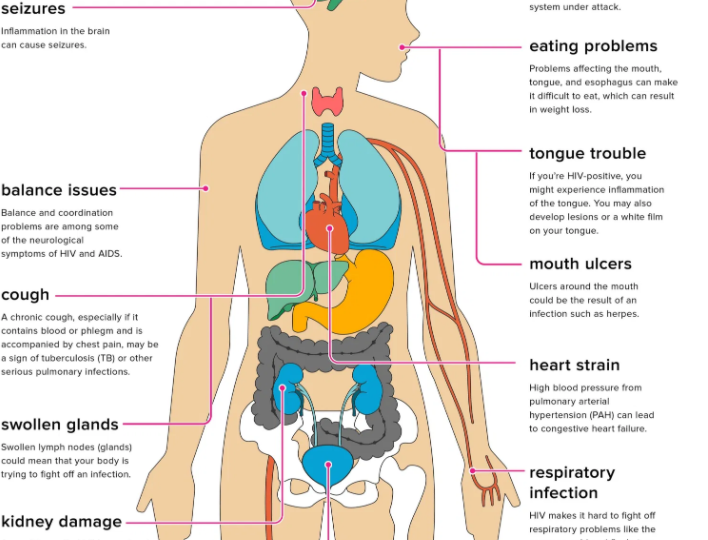 seizures
Inflammation in the brain
can cause seizures.
balance issues
Balance and coordination
problems are among some
of the neurological
symptoms of HIV and AIDS.
cough
A chronic cough, especially if it
contains blood or phlegm and is
accompanied by chest pain, may be
a sign of tuberculosis (TB) or other
serious pulmonary infections.
swollen glands
Swollen lymph nodes (glands)
could mean that your body is
trying to fight off an infection.
kidney damage
system under attack.
eating problems
Problems affecting the mouth,
tongue, and esophagus can make
it difficult to eat, which can result
in weight loss.
tongue trouble
If you're HIV-positive, you
might experience inflammation
of the tongue. You may also
develop lesions or a white film
on your tongue.
mouth ulcers
Ulcers around the mouth
could be the result of an
infection such as herpes.
heart strain
High blood pressure from
pulmonary arterial
hypertension (PAH) can lead
to congestive heart failure.
respiratory
infection
HIV makes it hard to fight off
respiratory problems like the